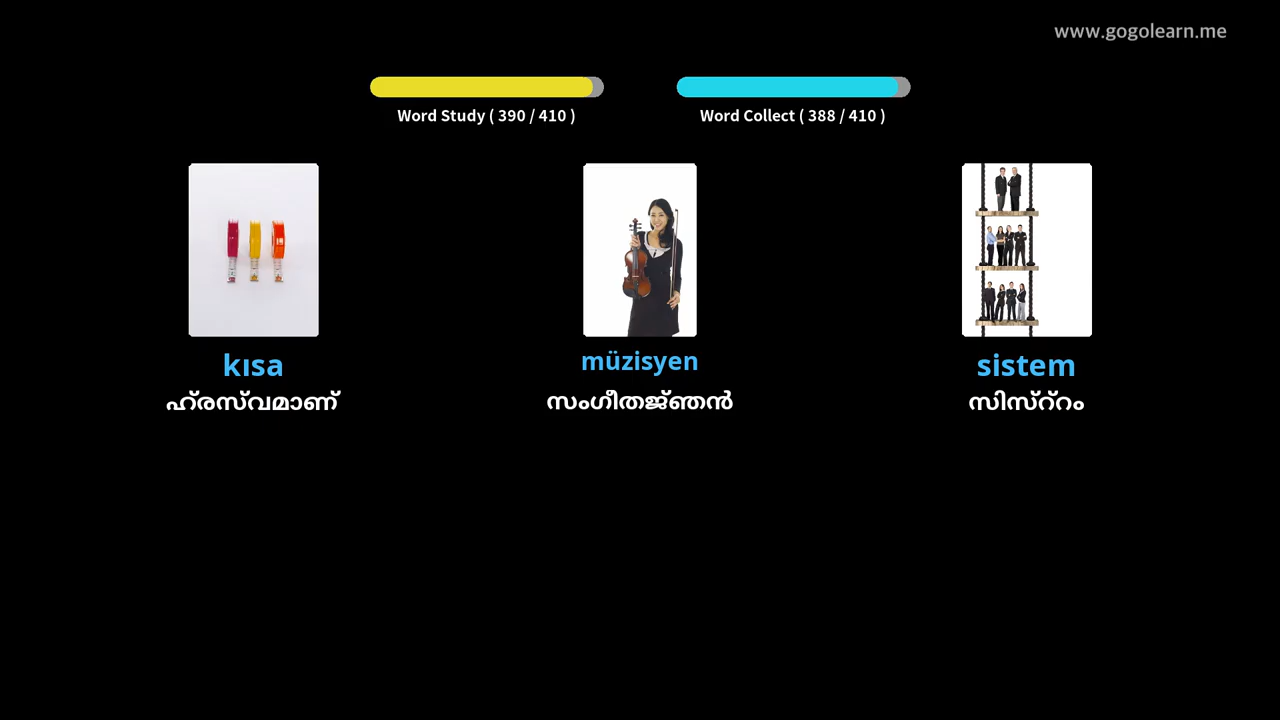 www.gogolearn.me
Word Study ( 390 / 410 )
Word Collect ( 388 / 410 )
kısa
müzisyen
sistem
ഹ്രസ്വമാണ്
സംഗീതജ്ഞൻ
സിസ്റ്റം